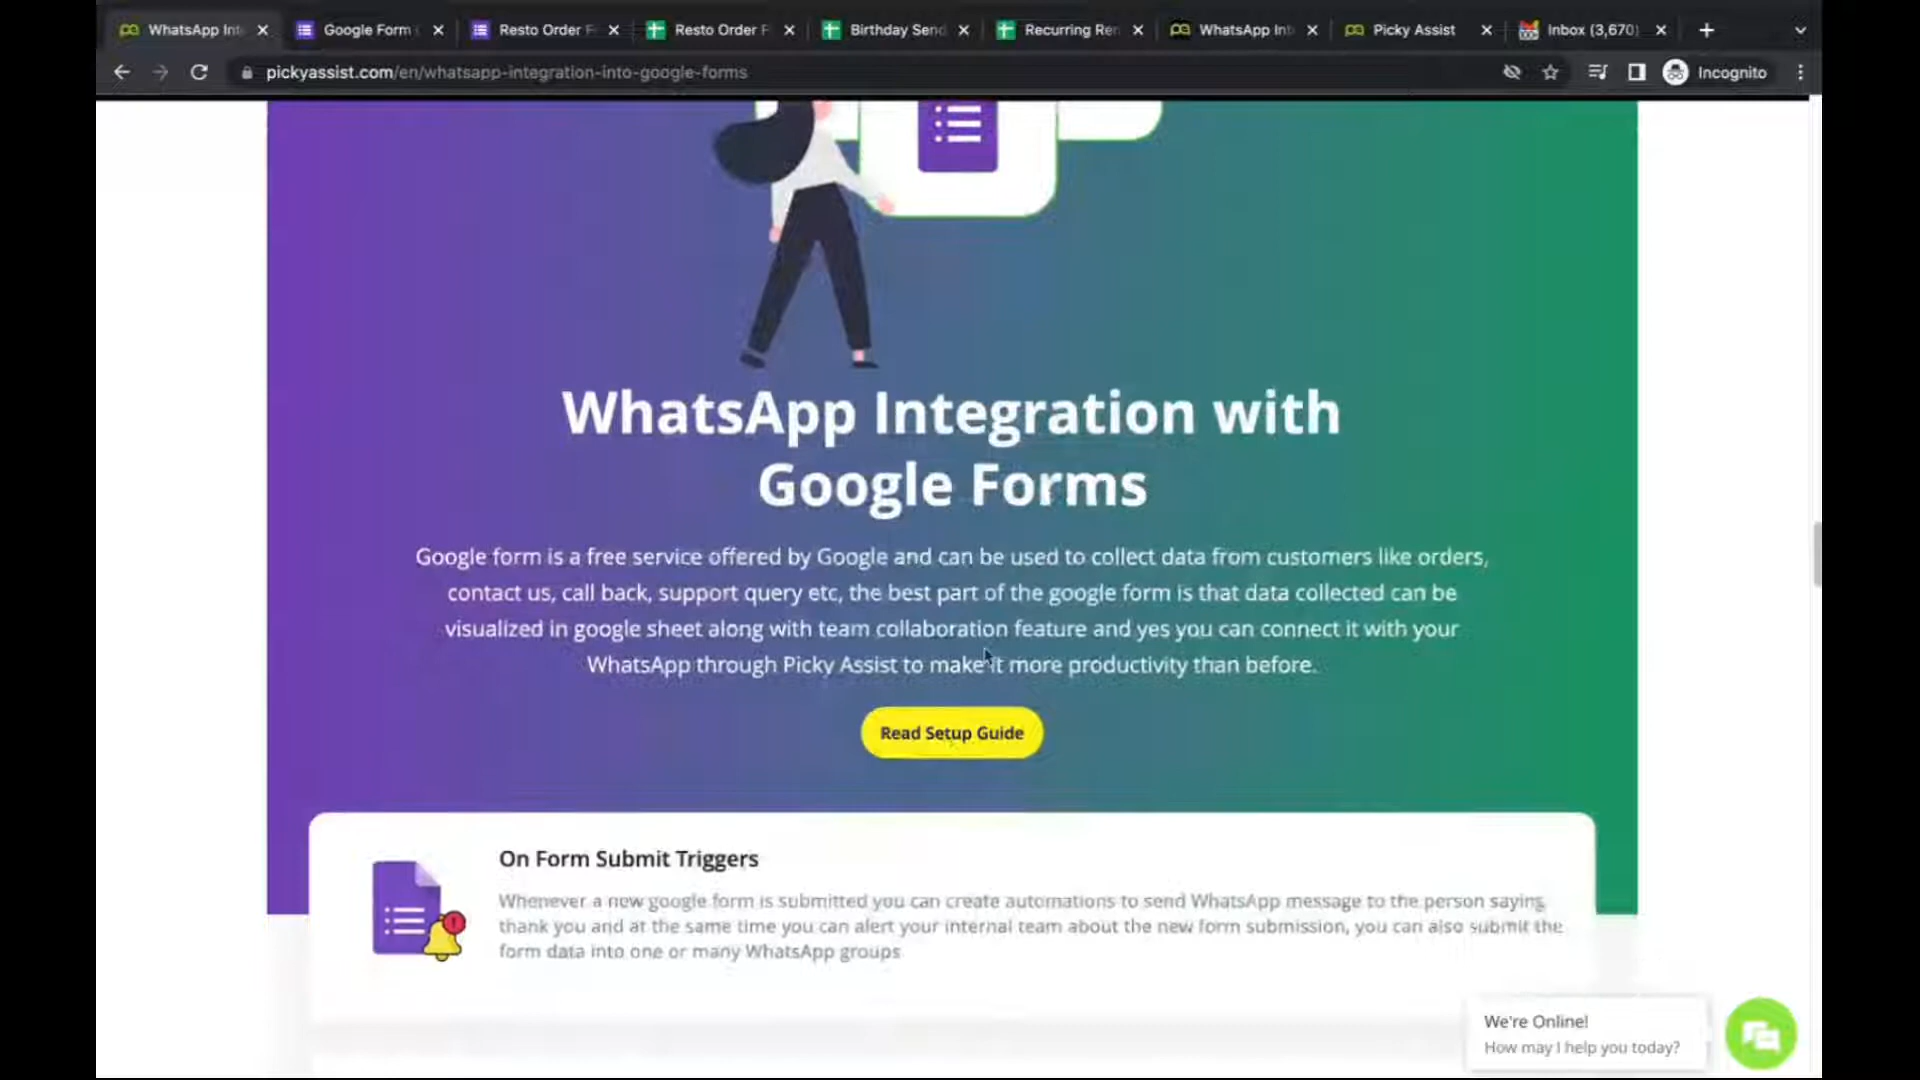 WhatsApp Int
Google Form
Resto Order F
Resto Order F
Birthday Send
Recurring Rem
WhatsApp Int
Picky Assist
Inbox (3,670)
pickyassist.com/en/whatsapp-integration-into-google-forms
Incognito
WhatsApp Integration with
Google Forms
Google form is a free service offered by Google and can be used to collect data from customers like orders,
contact us, call back, support query etc, the best part of the google form is that data collected can be
visualized in google sheet along with team collaboration feature and yes you can connect it with your
WhatsApp through Picky Assist to make it more productivity than before.
Read Setup Guide
On Form Submit Triggers
Whenever a new google form is submitted you can create automations to send WhatsApp message to the person saying
thank you and at the same time you can alert your internal team about the new form submission, you can also submit the
form data into one or many WhatsApp groups
We're Online!
How may I help you today?